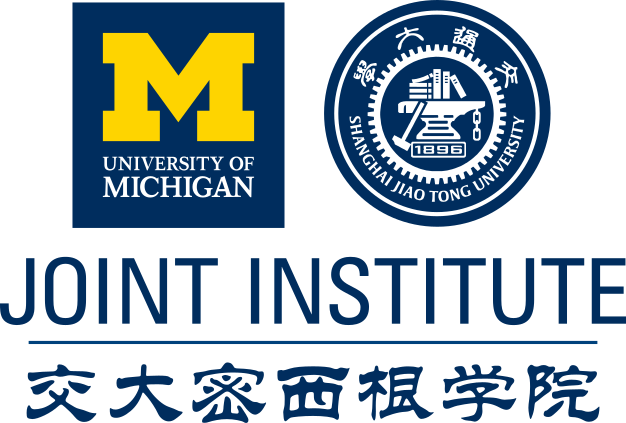 M
UNIVERSITY OF
MICHIGAN
學大通交
1896
SHANGHAI JIAO TONG UNIVERSITY
JOINT INSTITUTE
交大密西根学院